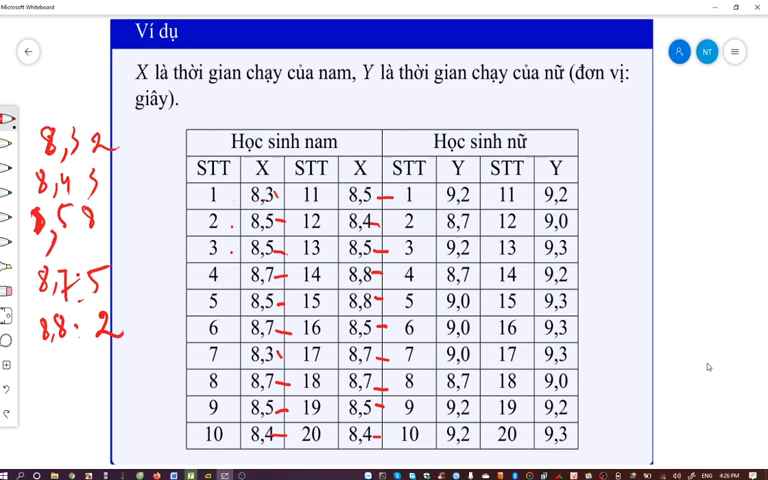 Microsoft Whiteboard
Ví dụ
X là thời gian chạy của nam, Y là thời gian chạy của nữ (đơn vị:
giây).
NT
Học sinh nam Học sinh nữ
STT X STT X STT Y STT Y
1 8,3 11 8,5 1 9,2 11 9,2
2 8,5 12 8,4 2 8,7 12 9,0
3 8,5 13 8,5 3 9,2 13 9,3
4 8,7 14 8,8 4 8,7 14 9,2
5 8,5 15 8,8 5 9,0 15 9,3
6 8,7 16 8,5 6 9,0 16 9,3
7 8,3 17 8,7 7 9,0 17 9,3
8 8,7 18 8,7 8 8,7 18 9,0
9 8,5 19 8,5 9 9,2 19 9,2
10 8,4 20 8,4 10 9,2 20 9,3
8,3 2
8,4 3
8,5 8
8,7: 5
8,8: 2
ENG 4:26 PM